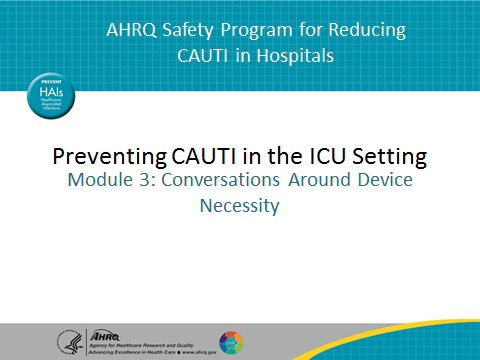 AHRQ Safety Program for Reducing
CAUTI in Hospitals
PREVENT
HAIs
Healthcare
Associated
Infections
Preventing CAUTI in the ICU Setting
Module 3: Conversations Around Device
Necessity
AHRQ
Agency for Healthcare Research and Quality
Advancing Excellence in Health Care • www.ahrq.gov